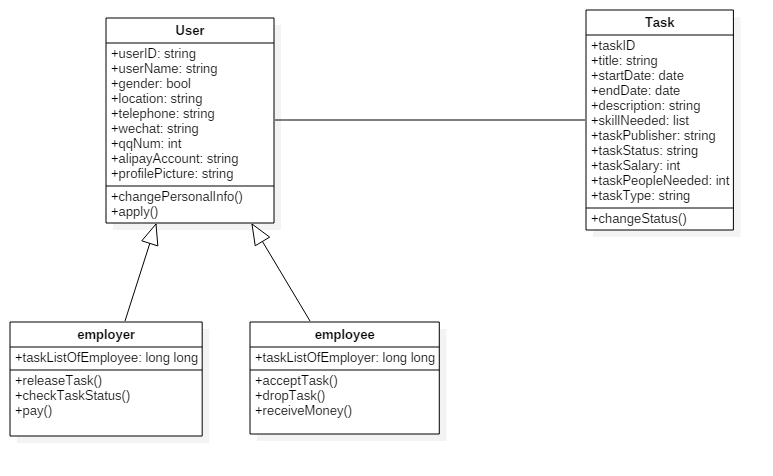 User
+userID: string
+userName: string
+gender: bool
+location: string
+telephone: string
+wechat: string
+qqNum: int
+alipayAccount: string
+profilePicture: string
+changePersonalInfo()
+apply()
Task
+taskID
+title: string
+startDate: date
+endDate: date
+description: string
+skillNeeded: list
+taskPublisher: string
+taskStatus: string
+taskSalary: int
+taskPeopleNeeded: int
+taskType: string
+changeStatus()
employer
+taskListOfEmployee: long long
+releaseTask()
+checkTaskStatus()
+pay()
employee
+taskListOfEmployer: long long
+acceptTask()
+dropTask()
+receiveMoney()